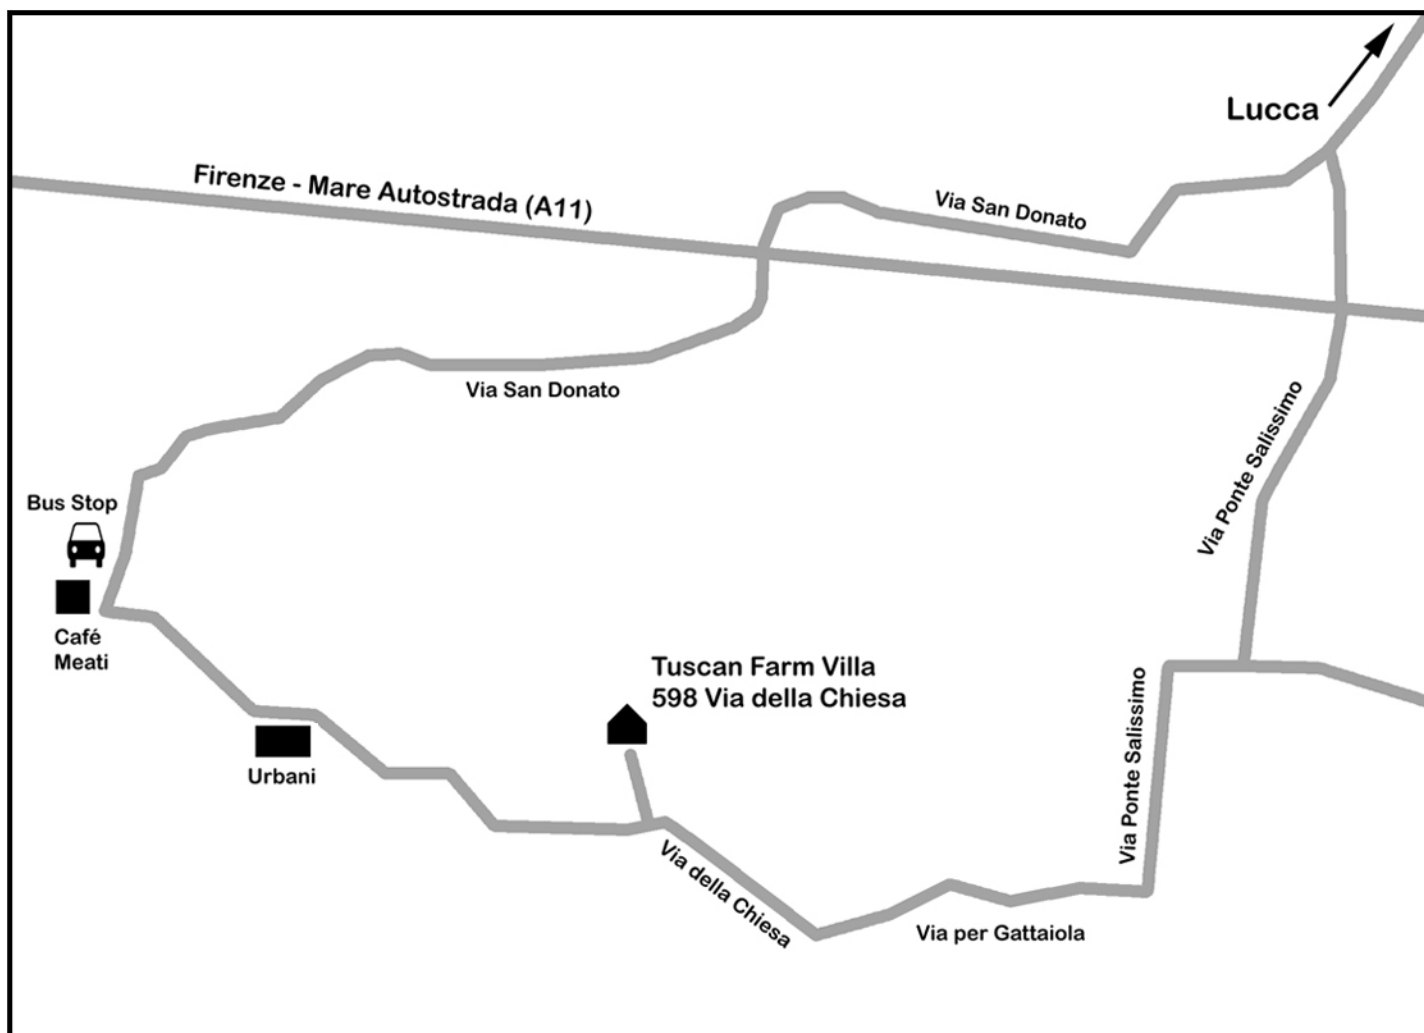 Lucca
Firenze - Mare Autostrada (A11)
Via San Donato
Via San Donato
Via Ponte Salissimo
Bus Stop
Café
Meati
Tuscan Farm Villa
598 Via della Chiesa
Urbani
Via Ponte Salissimo
Via della Chiesa
Via per Gattaiola